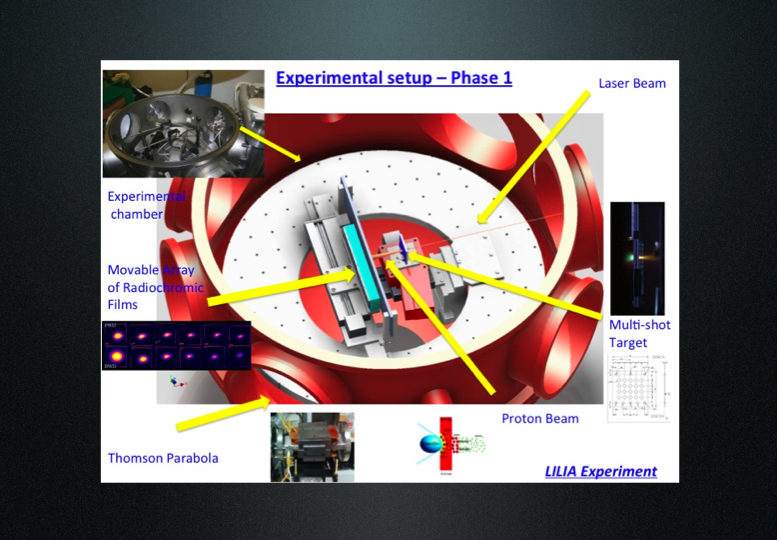 Experimental setup – Phase 1
Laser Beam
Experimental
chamber
Movable Array
of Radiochromic
Films
Multi-shot
Target
Proton Beam
Thomson Parabola
LILIA Experiment